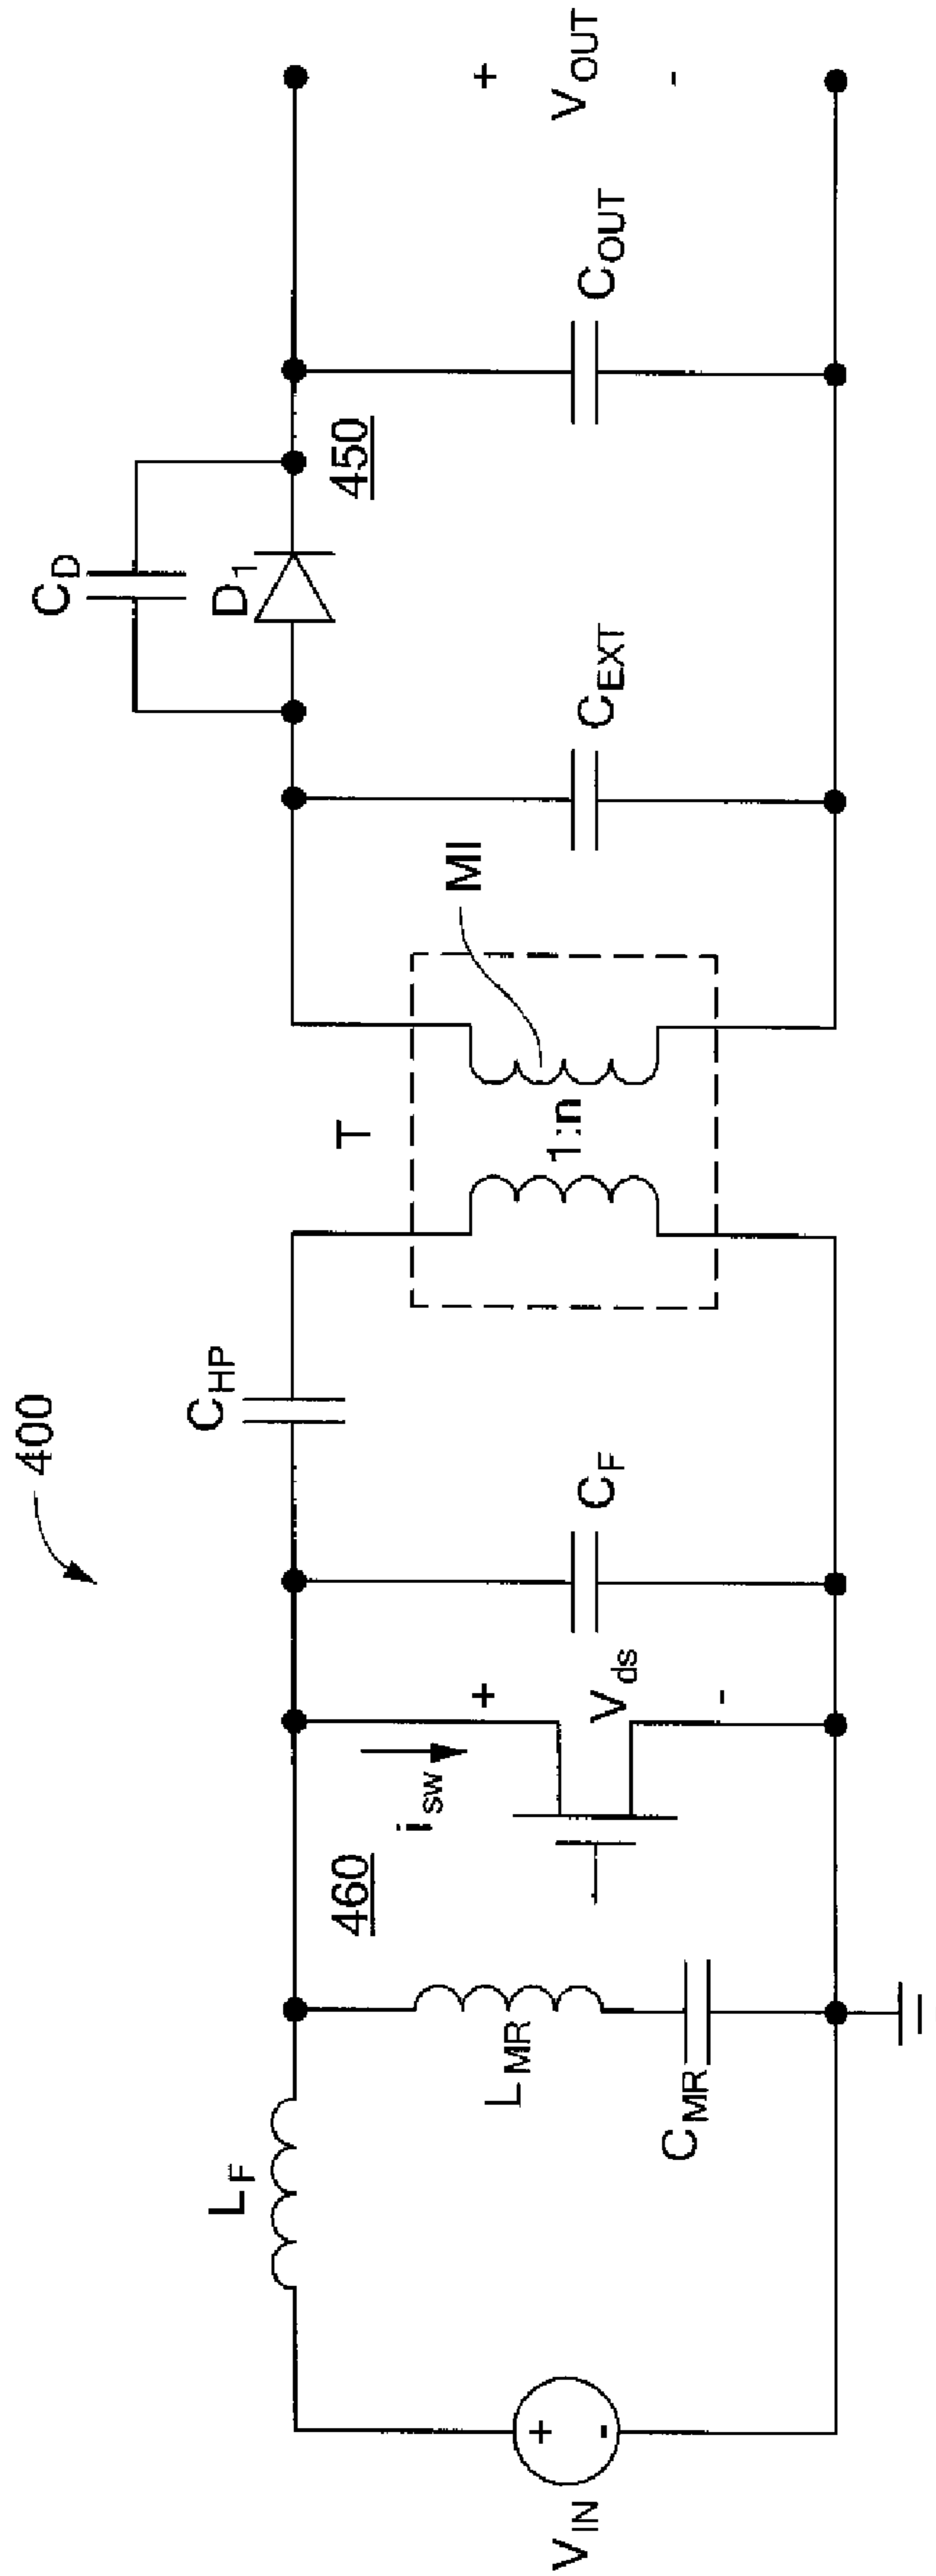 400
V_IN
+
-
L_F
L_MR
C_MR
460
i_sw
+
V_ds
-
C_F
C_HP
T
1:n
MI
C_EXT
C_D
D_1
450
C_OUT
+
V_OUT
-